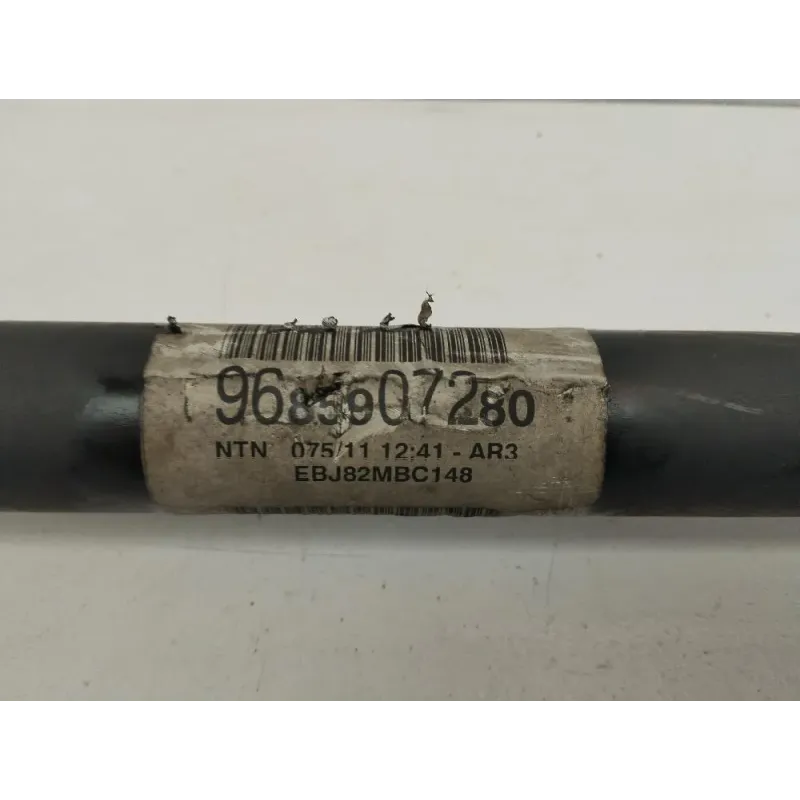 9685907280
NTN 075/11 12:41 - AR3
EBJ82MBC148